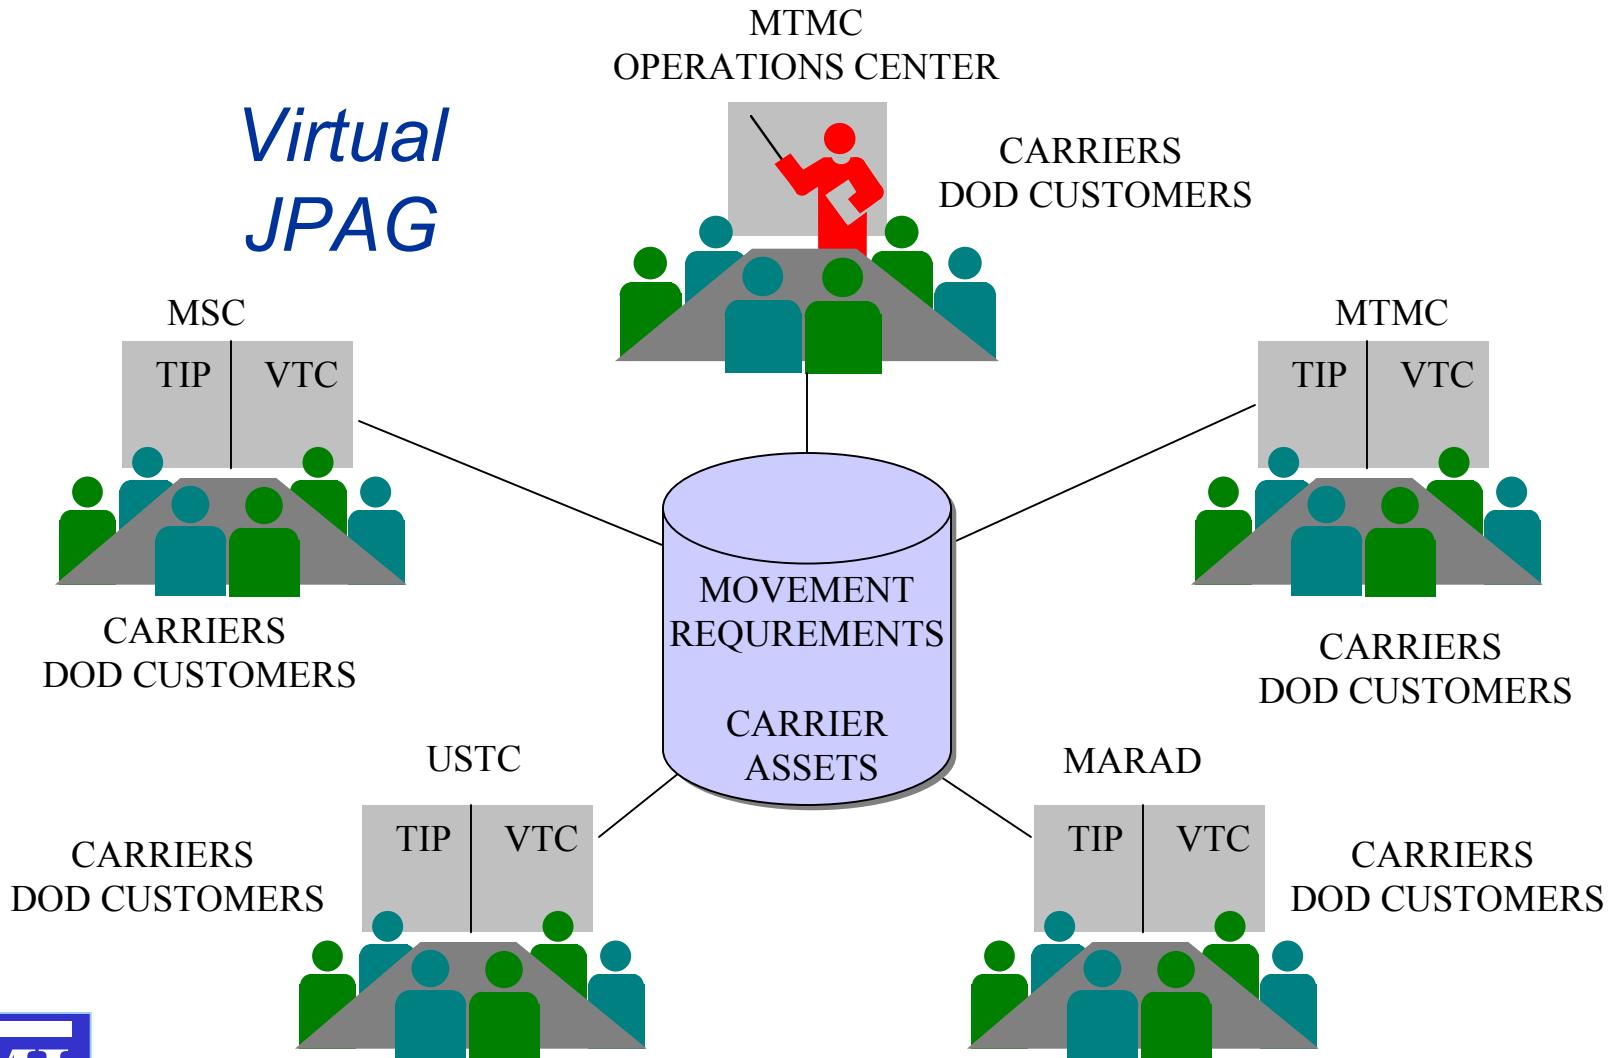 MTMC
OPERATIONS CENTER
Virtual
JPAG
CARRIERS
DOD CUSTOMERS
MSC
TIP VTC
CARRIERS
DOD CUSTOMERS
MTMC
TIP VTC
CARRIERS
DOD CUSTOMERS
MOVEMENT
REQUREMENTS
CARRIER
ASSETS
USTC
TIP VTC
CARRIERS
DOD CUSTOMERS
MARAD
TIP VTC
CARRIERS
DOD CUSTOMERS